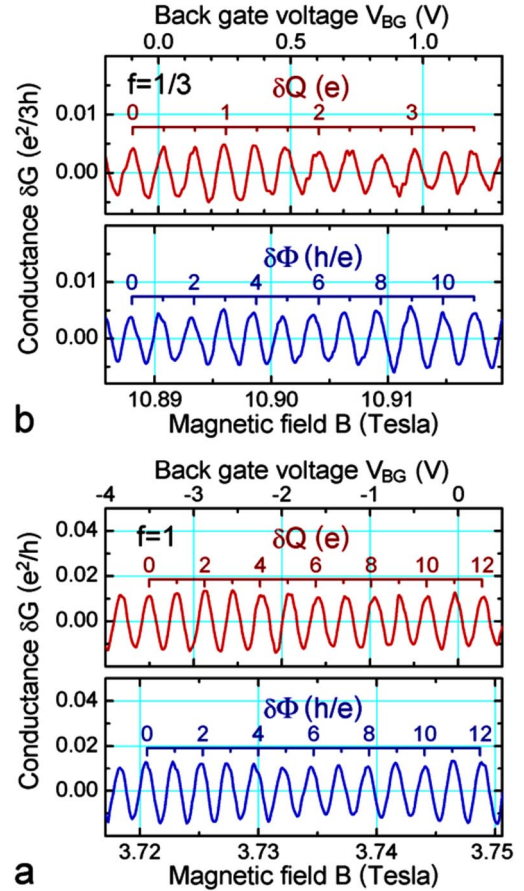 Back gate voltage V_BG (V)
0.0 0.5 1.0
f=1/3
δQ (e)
0 1 2 3
0.01
0.00
Conductance δG (e²/3h)
δΦ (h/e)
0 2 4 6 8 10
0.01
0.00
10.89 10.90 10.91
b
Magnetic field B (Tesla)
Back gate voltage V_BG (V)
-4 -3 -2 -1 0
f=1
δQ (e)
0 2 4 6 8 10 12
0.04
0.02
0.00
Conductance δG (e²/h)
δΦ (h/e)
0 2 4 6 8 10 12
0.04
0.02
0.00
3.72 3.73 3.74 3.75
a
Magnetic field B (Tesla)